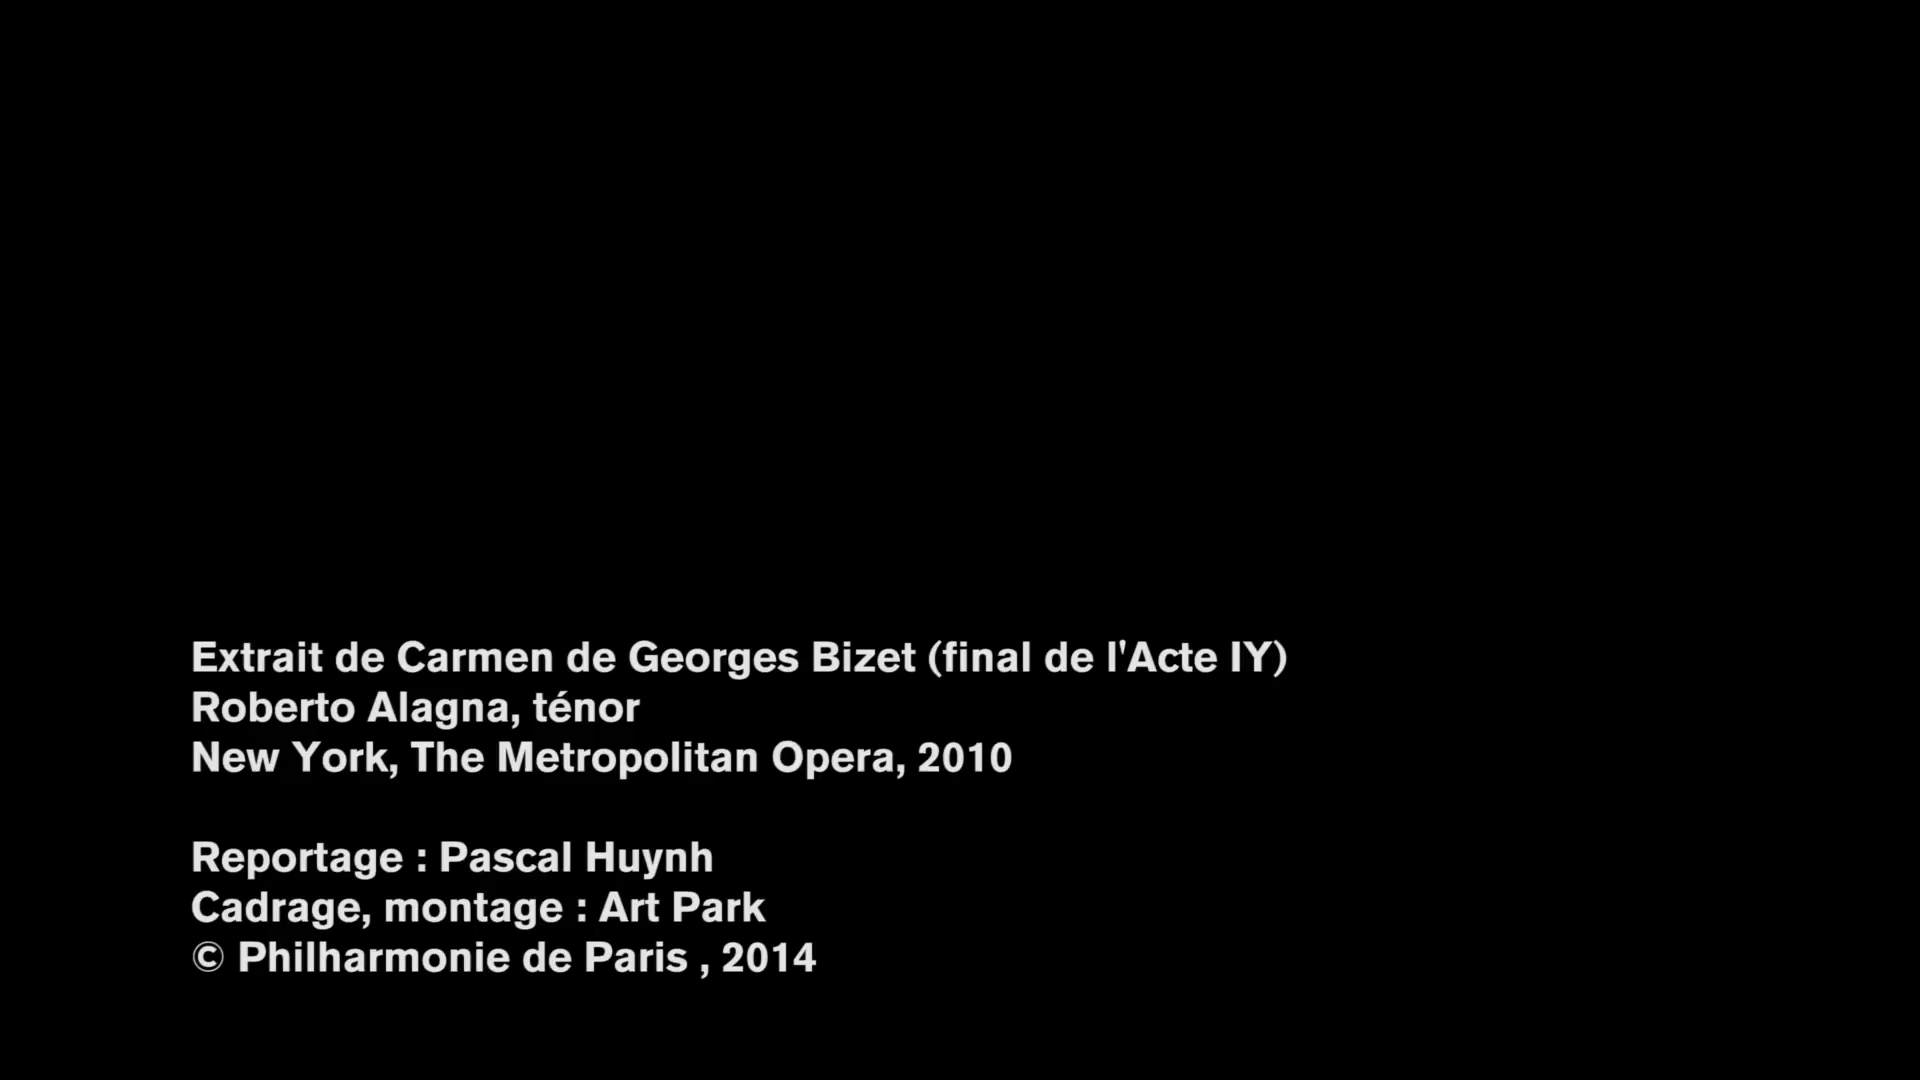 Extrait de Carmen de Georges Bizet (final de l'Acte IY)
Roberto Alagna, ténor
New York, The Metropolitan Opera, 2010
Reportage : Pascal Huynh
Cadrage, montage : Art Park
© Philharmonie de Paris , 2014